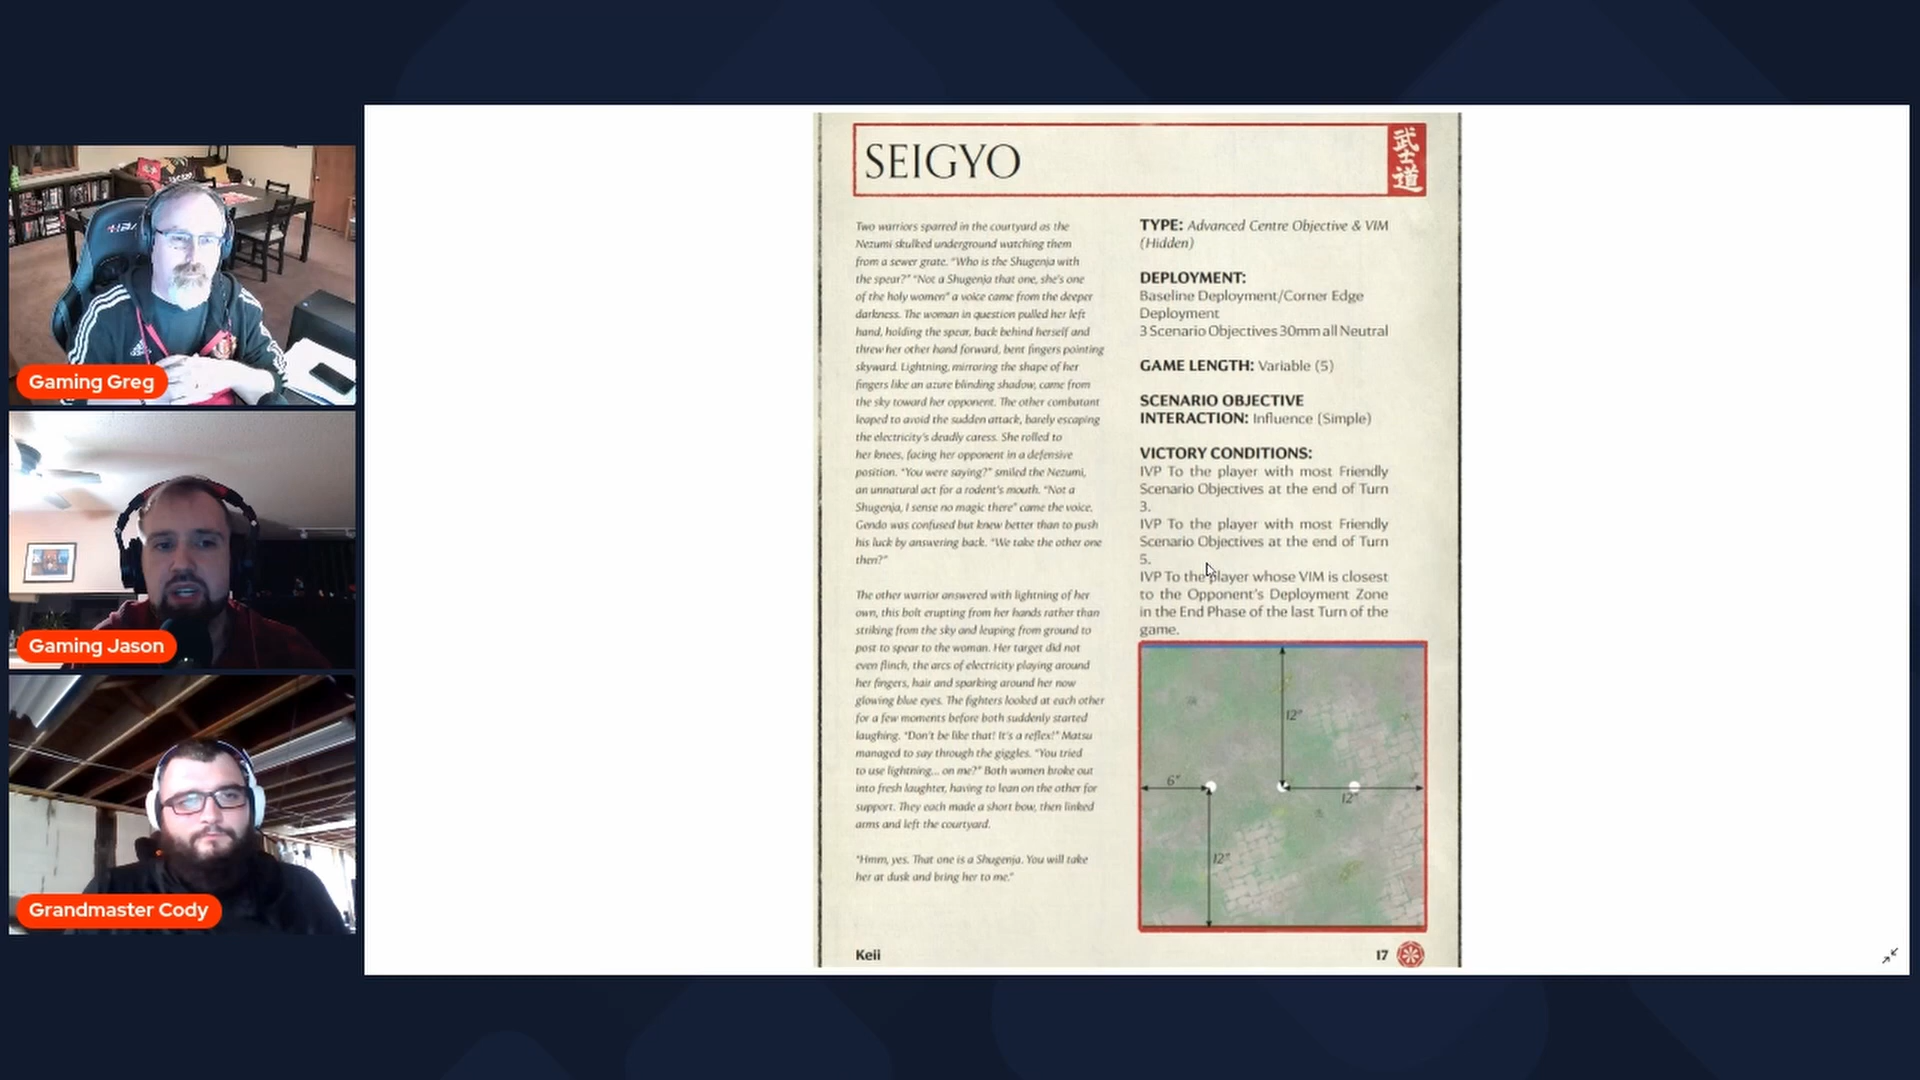 SEIGYO
武士道
Two warriors sparred in the courtyard as the
Nezumi skulked underground watching them
from a sewer grate. "Who is the Shugenja with
the spear?" "Not a Shugenja that one, she's one
of the holy women" a voice came from the deeper
darkness. The woman in question pulled her left
hand, holding the spear, back behind herself and
threw her other hand forward, bent fingers pointing
skyward. Lightning, mirroring the shape of her
fingers like an azure blinding shadow, came from
the sky toward her opponent. The other combatant
leaped to avoid the sudden attack, barely escaping
the electricity's deadly caress. She rolled to
her knees, facing her opponent in a defensive
position. "You were saying?" smiled the Nezumi,
an unnatural act for a rodent's mouth. "Not a
Shugenja, I sense no magic there" came the voice.
Gendo was confused but knew better than to push
his luck by answering back. "We take the other one
then?"
The other warrior answered with lightning of her
own, this bolt erupting from her hands rather than
striking from the sky and leaping from ground to
post to spear to the woman. Her target did not
even flinch, the arcs of electricity playing around
her fingers, hair and sparking around her now
glowing blue eyes. The fighters looked at each other
for a few moments before both suddenly started
laughing. "Don't be like that! It's a reflex!" Matsu
managed to say through the giggles. "You tried
to use lightning... on me?" Both women broke out
into fresh laughter, having to lean on the other for
support. They each made a short bow, then linked
arms and left the courtyard.
"Hmm, yes. That one is a Shugenja. You will take
her at dusk and bring her to me."
TYPE: Advanced Centre Objective & VIM
(Hidden)
DEPLOYMENT:
Baseline Deployment/Corner Edge
Deployment
3 Scenario Objectives 30mm all Neutral
GAME LENGTH: Variable (5)
SCENARIO OBJECTIVE
INTERACTION: Influence (Simple)
VICTORY CONDITIONS:
1VP To the player with most Friendly
Scenario Objectives at the end of Turn
3.
1VP To the player with most Friendly
Scenario Objectives at the end of Turn
5.
1VP To the player whose VIM is closest
to the Opponent's Deployment Zone
in the End Phase of the last Turn of the
game.
12"
6"
12"
12"
Keii
17
Gaming Greg
Gaming Jason
Grandmaster Cody